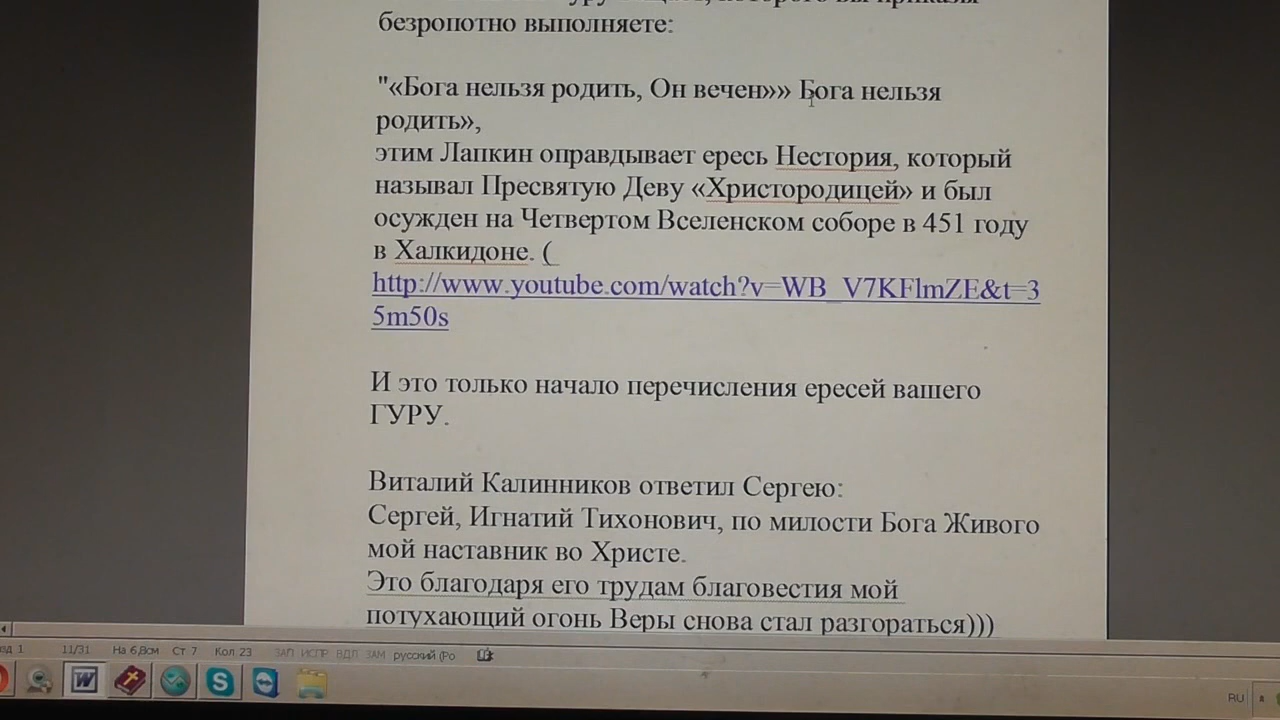 безропотно выполняете:
"«Бога нельзя родить, Он вечен»» Бога нельзя
родить»,
этим Лапкин оправдывает ересь Нестория, который
называл Пресвятую Деву «Христородицей» и был
осужден на Четвертом Вселенском соборе в 451 году
в Халкидоне. (
http://www.youtube.com/watch?v=WB_V7KFlmZE&t=3
5m50s
И это только начало перечисления ересей вашего
ГУРУ.
Виталий Калинников ответил Сергею:
Сергей, Игнатий Тихонович, по милости Бога Живого
мой наставник во Христе.
Это благодаря его трудам благовестия мой
потухающий огонь Веры снова стал разгораться)))
1 11/31 На 6,8см Ст 7 Кол 23 ЗАП ИСПР ВДЛ ЗАМ русский (Ро
RU